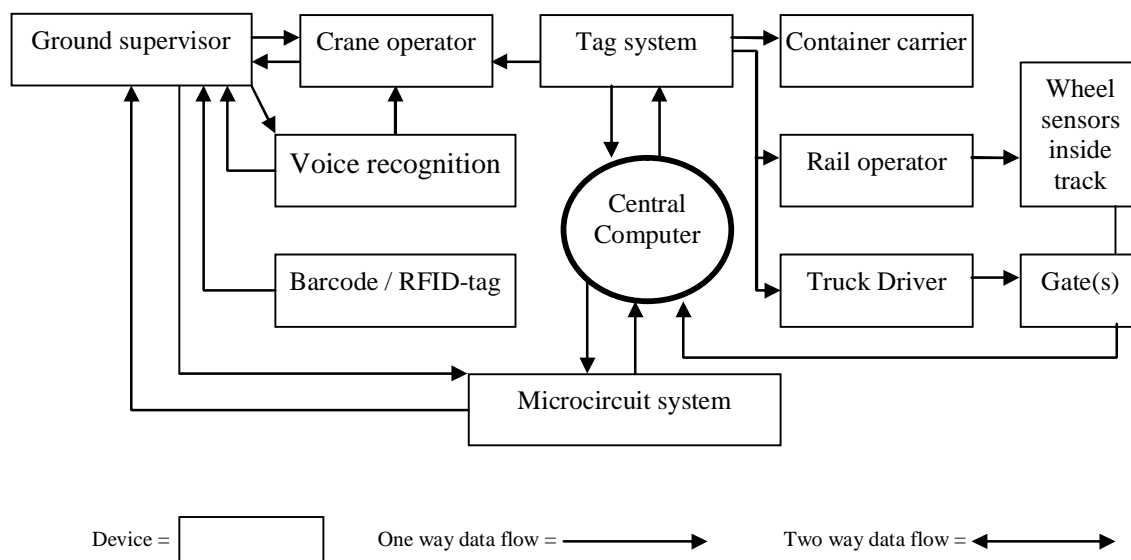 Ground supervisor
Crane operator
Tag system
Container carrier
Wheel
sensors
inside
track
Voice recognition
Rail operator
Central
Computer
Barcode / RFID-tag
Truck Driver
Gate(s)
Microcircuit system
Device =
One way data flow =
Two way data flow =